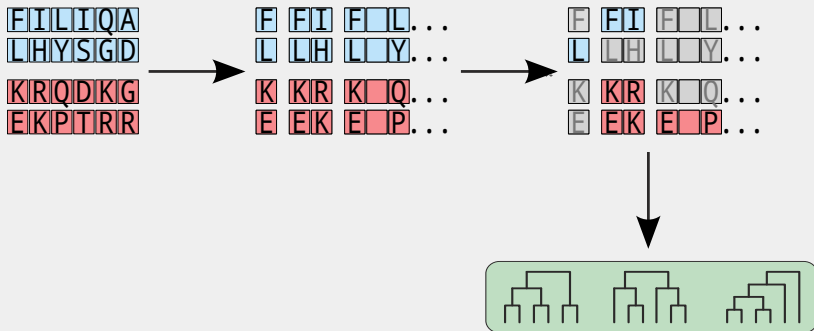 FILIQA F FI F L... F FI F L...
LHYSGD L LH L Y... L LH L Y...
KRQDKG K KR K Q... K KR K Q...
EKPTRR E EK E P... E EK E P...